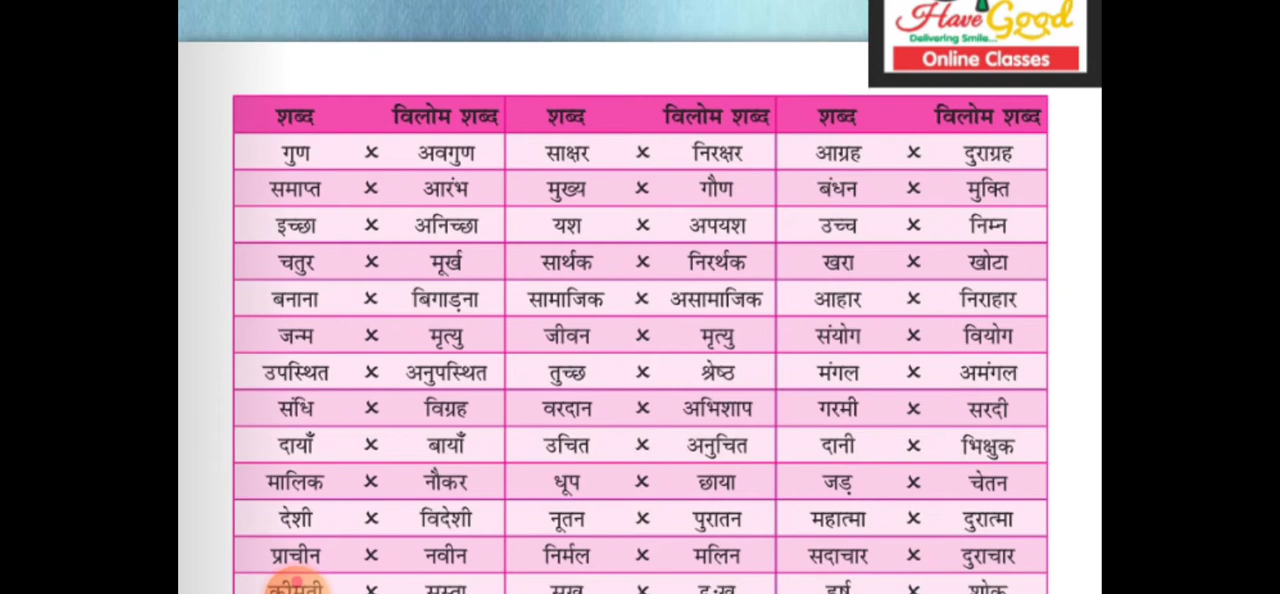 Have Good
Delivering Smile...
Online Classes
शब्द विलोम शब्द शब्द विलोम शब्द शब्द विलोम शब्द
गुण × अवगुण साक्षर × निरक्षर आग्रह × दुराग्रह
समाप्त × आरंभ मुख्य × गौण बंधन × मुक्ति
इच्छा × अनिच्छा यश × अपयश उच्च × निम्न
चतुर × मूर्ख सार्थक × निरर्थक खरा × खोटा
बनाना × बिगाड़ना सामाजिक × असामाजिक आहार × निराहार
जन्म × मृत्यु जीवन × मृत्यु संयोग × वियोग
उपस्थित × अनुपस्थित तुच्छ × श्रेष्ठ मंगल × अमंगल
संधि × विग्रह वरदान × अभिशाप गरमी × सरदी
दायाँ × बायाँ उचित × अनुचित दानी × भिक्षुक
मालिक × नौकर धूप × छाया जड़ × चेतन
देशी × विदेशी नूतन × पुरातन महात्मा × दुरात्मा
प्राचीन × नवीन निर्मल × मलिन सदाचार × दुराचार
कीमती × सस्ता सुख × दुःख हर्ष × शोक